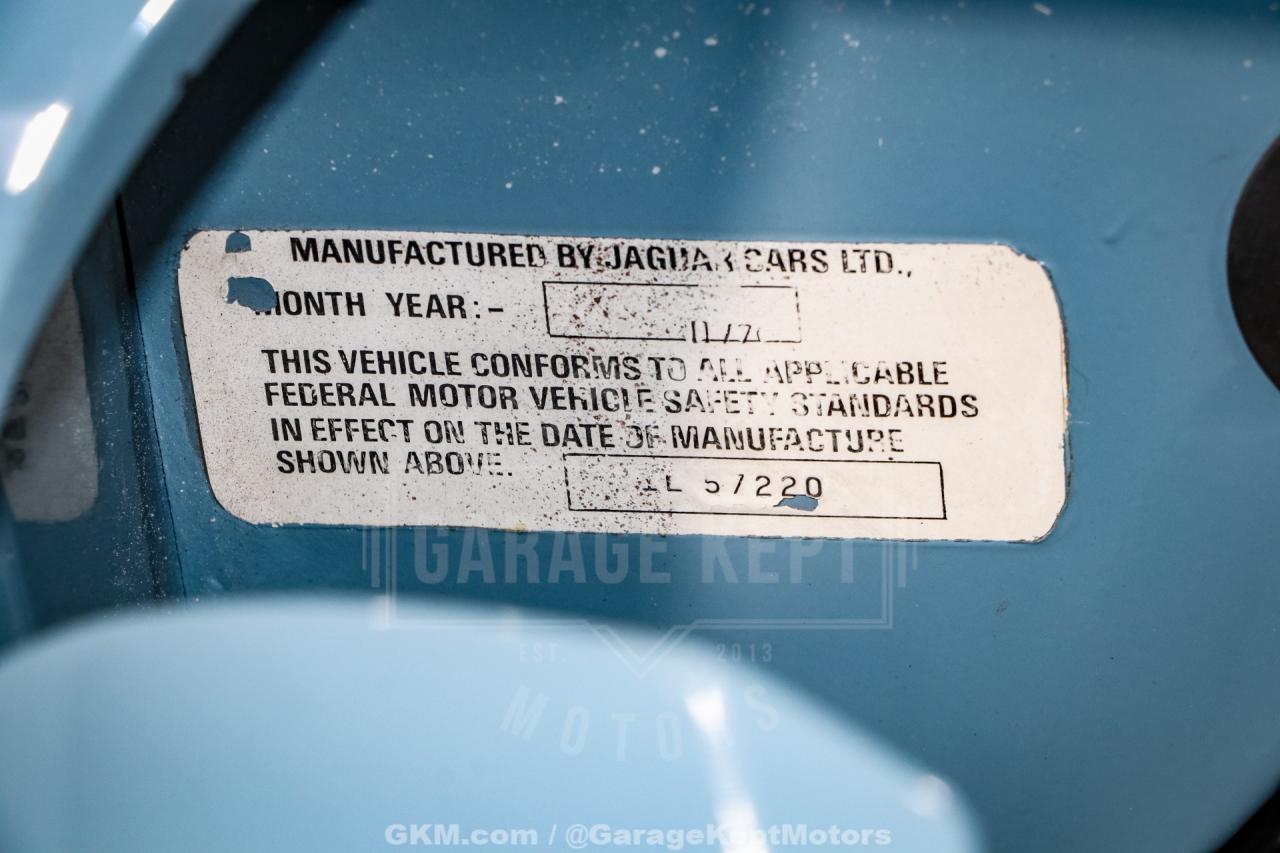 MANUFACTURED BY JAGUAR CARS LTD.,
MONTH YEAR:-
THIS VEHICLE CONFORMS TO ALL APPLICABLE
FEDERAL MOTOR VEHICLE SAFETY STANDARDS
IN EFFECT ON THE DATE OF MANUFACTURE
SHOWN ABOVE.
57220
GARAGE KEPT
EST. 2013
MOTORS
GKM.com / @GarageKeptMotors